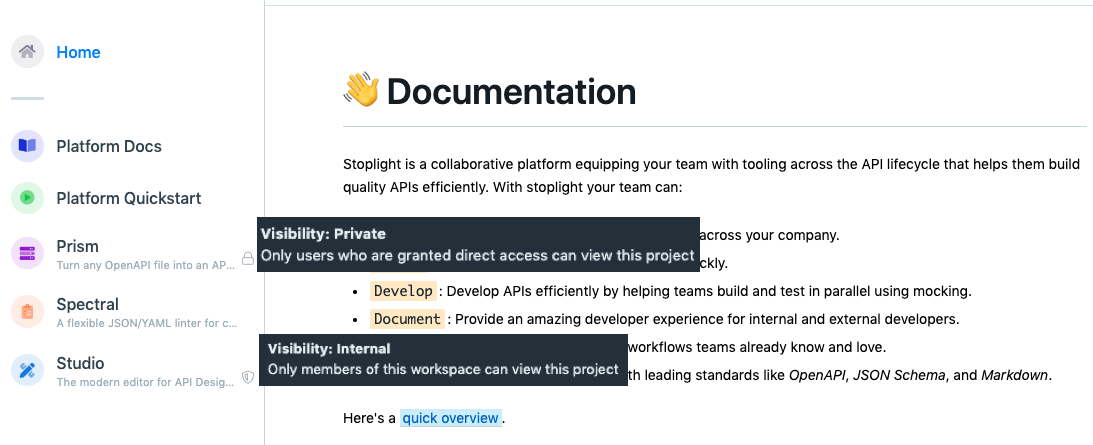 Home
Platform Docs
Platform Quickstart
Prism
Turn any OpenAPI file into an AP...
Spectral
A flexible JSON/YAML linter for c...
Studio
The modern editor for API Desig...
👋 Documentation
Stoplight is a collaborative platform equipping your team with tooling across the API lifecycle that helps them build
quality APIs efficiently. With stoplight your team can:
Visibility: Private
Only users who are granted direct access can view this project
across your company.
ckly.
• Develop : Develop APIs efficiently by helping teams build and test in parallel using mocking.
• Document : Provide an amazing developer experience for internal and external developers.
Visibility: Internal
Only members of this workspace can view this project
workflows teams already know and love.
th leading standards like OpenAPI, JSON Schema, and Markdown.
Here's a quick overview.